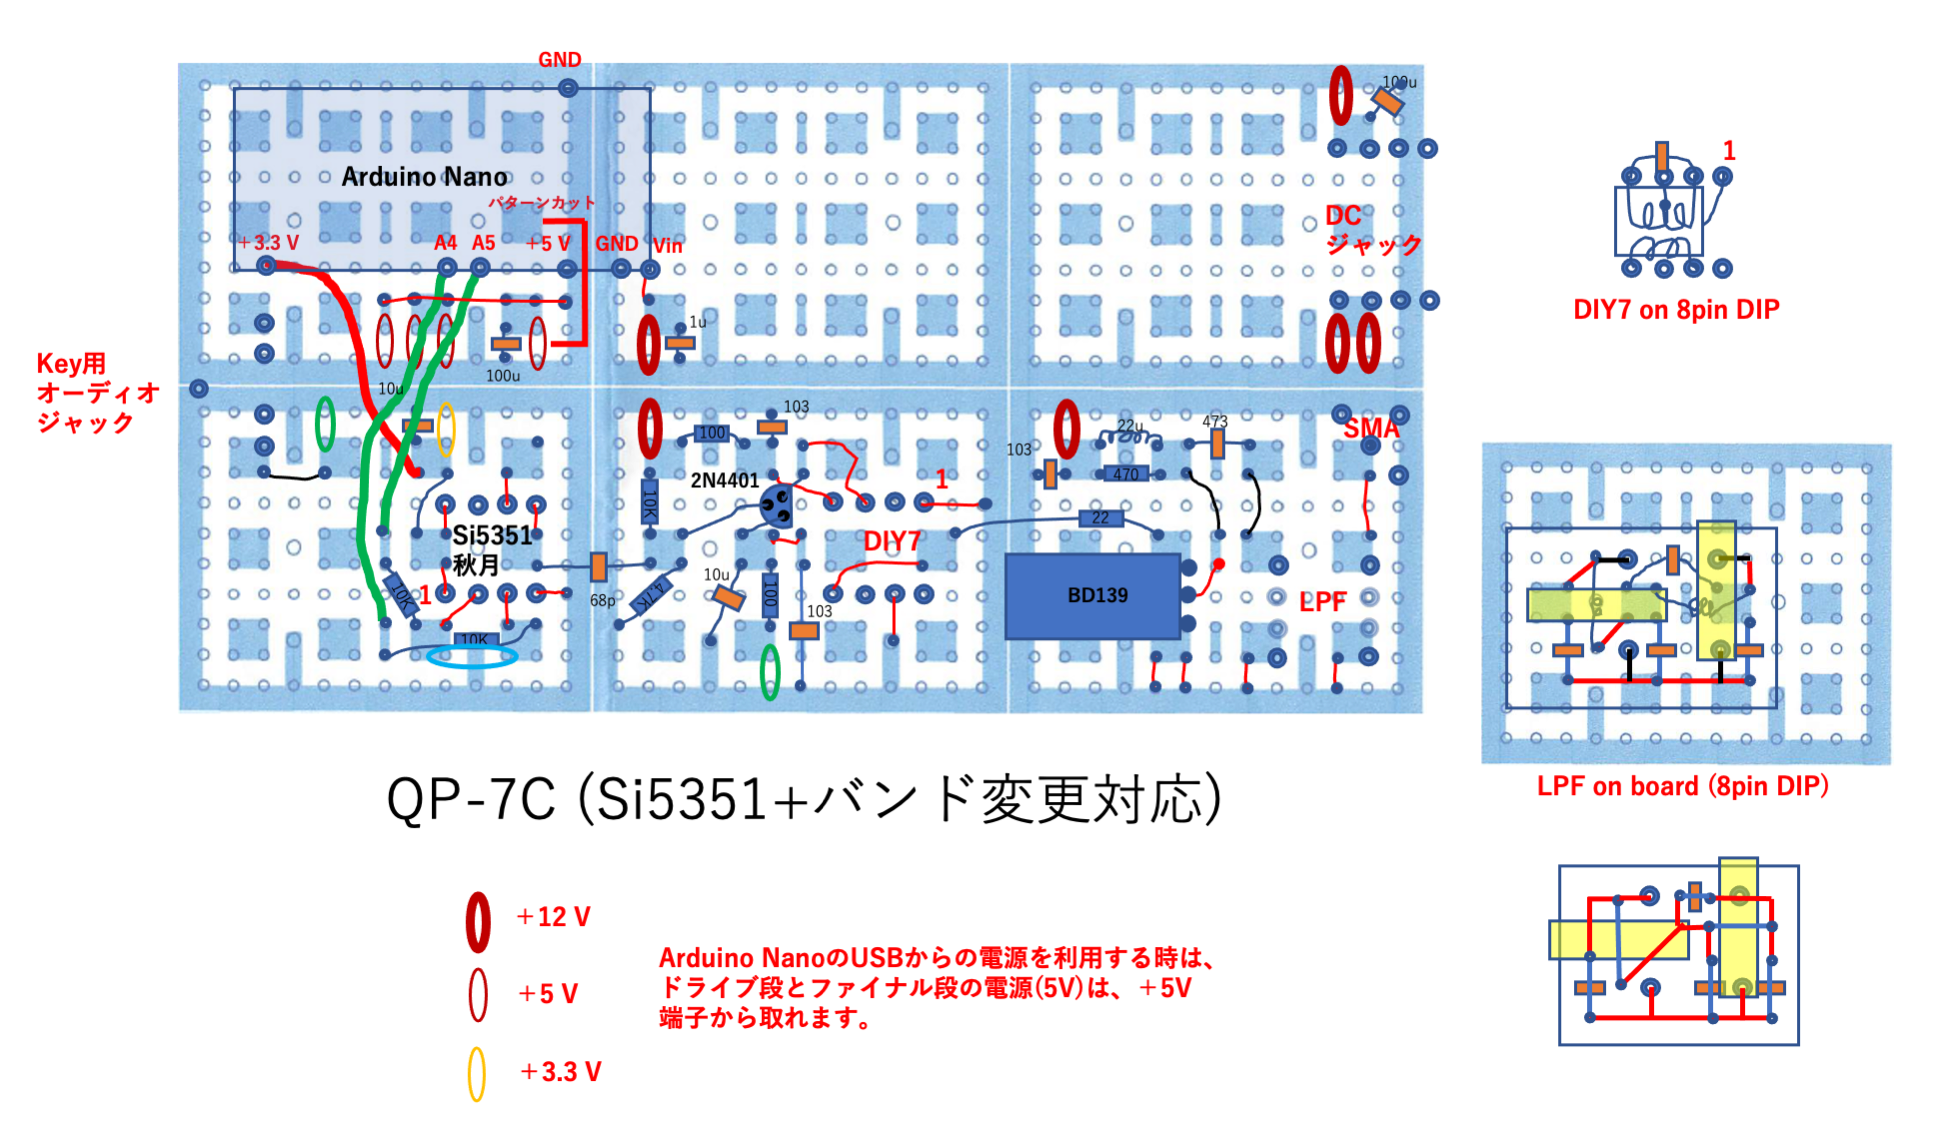 GND
100u
Arduino Nano
パターンカット
+3.3 V
A4
A5
+5 V
GND
Vin
DC
ジャック
1
DIY7 on 8pin DIP
1u
100u
10u
Key用
オーディオ
ジャック
103
100
2N4401
10K
1
DIY7
22u
473
SMA
103
470
22
Si5351
秋月
1
10K
10K
68p
4.7K
10u
100
103
BD139
LPF
LPF on board (8pin DIP)
QP-7C (Si5351+バンド変更対応)
+12 V
+5 V
+3.3 V
Arduino NanoのUSBからの電源を利用する時は、
ドライブ段とファイナル段の電源(5V)は、+5V
端子から取れます。